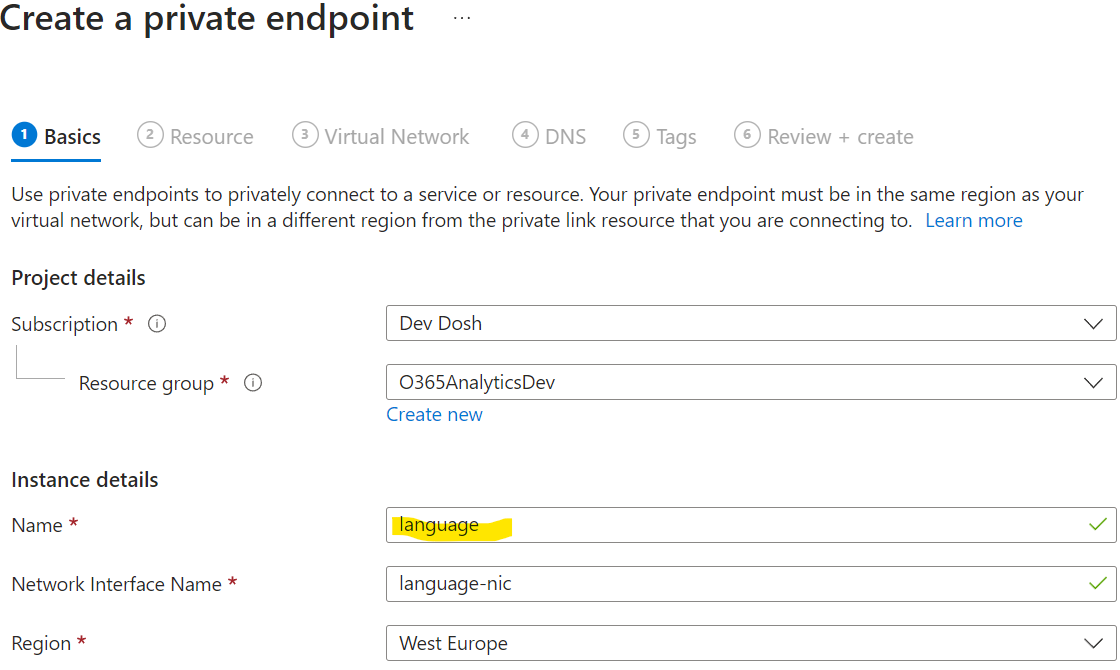 Create a private endpoint ...
1 Basics 2 Resource 3 Virtual Network 4 DNS 5 Tags 6 Review + create
Use private endpoints to privately connect to a service or resource. Your private endpoint must be in the same region as your
virtual network, but can be in a different region from the private link resource that you are connecting to. Learn more
Project details
Subscription * Dev Dosh
Resource group * O365AnalyticsDev
Create new
Instance details
Name * language
Network Interface Name * language-nic
Region * West Europe